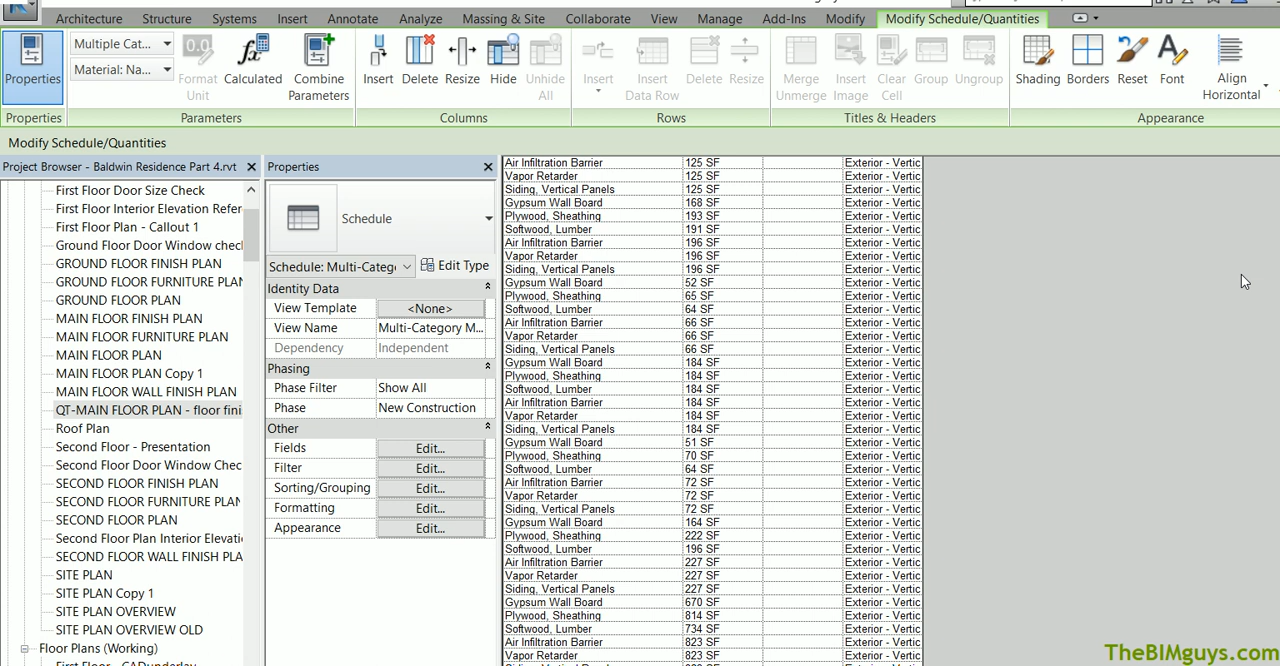 Architecture Structure Systems Insert Annotate Analyze Massing & Site Collaborate View Manage Add-Ins Modify Modify Schedule/Quantities
Properties
Multiple Cat...
Material: Na...
Format Unit
Calculated
Combine Parameters
Insert Delete Resize Hide Unhide All
Insert
Insert Data Row
Delete Resize
Merge Unmerge
Insert Image
Clear Cell
Group Ungroup
Shading Borders Reset Font
Align Horizontal
Properties Parameters Columns Rows Titles & Headers Appearance
Modify Schedule/Quantities
Project Browser - Baldwin Residence Part 4.rvt
First Floor Door Size Check
First Floor Interior Elevation Refer
First Floor Plan - Callout 1
Ground Floor Door Window check
GROUND FLOOR FINISH PLAN
GROUND FLOOR FURNITURE PLAN
GROUND FLOOR PLAN
MAIN FLOOR FINISH PLAN
MAIN FLOOR FURNITURE PLAN
MAIN FLOOR PLAN
MAIN FLOOR PLAN Copy 1
MAIN FLOOR WALL FINISH PLAN
QT-MAIN FLOOR PLAN - floor fini
Roof Plan
Second Floor - Presentation
Second Floor Door Window Chec
SECOND FLOOR FINISH PLAN
SECOND FLOOR FURNITURE PLAN
SECOND FLOOR PLAN
Second Floor Plan Interior Elevati
SECOND FLOOR WALL FINISH PLA
SITE PLAN
SITE PLAN Copy 1
SITE PLAN OVERVIEW
SITE PLAN OVERVIEW OLD
Floor Plans (Working)
First Floor - CADunderlay
Properties
Schedule
Schedule: Multi-Catego
Edit Type
Identity Data
View Template <None>
View Name Multi-Category M...
Dependency Independent
Phasing
Phase Filter Show All
Phase New Construction
Other
Fields Edit...
Filter Edit...
Sorting/Grouping Edit...
Formatting Edit...
Appearance Edit...
Air Infiltration Barrier 125 SF Exterior - Vertic
Vapor Retarder 125 SF Exterior - Vertic
Siding, Vertical Panels 125 SF Exterior - Vertic
Gypsum Wall Board 168 SF Exterior - Vertic
Plywood, Sheathing 193 SF Exterior - Vertic
Softwood, Lumber 191 SF Exterior - Vertic
Air Infiltration Barrier 196 SF Exterior - Vertic
Vapor Retarder 196 SF Exterior - Vertic
Siding, Vertical Panels 196 SF Exterior - Vertic
Gypsum Wall Board 52 SF Exterior - Vertic
Plywood, Sheathing 65 SF Exterior - Vertic
Softwood, Lumber 64 SF Exterior - Vertic
Air Infiltration Barrier 66 SF Exterior - Vertic
Vapor Retarder 66 SF Exterior - Vertic
Siding, Vertical Panels 66 SF Exterior - Vertic
Gypsum Wall Board 184 SF Exterior - Vertic
Plywood, Sheathing 184 SF Exterior - Vertic
Softwood, Lumber 184 SF Exterior - Vertic
Air Infiltration Barrier 184 SF Exterior - Vertic
Vapor Retarder 184 SF Exterior - Vertic
Siding, Vertical Panels 184 SF Exterior - Vertic
Gypsum Wall Board 51 SF Exterior - Vertic
Plywood, Sheathing 70 SF Exterior - Vertic
Softwood, Lumber 64 SF Exterior - Vertic
Air Infiltration Barrier 72 SF Exterior - Vertic
Vapor Retarder 72 SF Exterior - Vertic
Siding, Vertical Panels 72 SF Exterior - Vertic
Gypsum Wall Board 164 SF Exterior - Vertic
Plywood, Sheathing 222 SF Exterior - Vertic
Softwood, Lumber 196 SF Exterior - Vertic
Air Infiltration Barrier 227 SF Exterior - Vertic
Vapor Retarder 227 SF Exterior - Vertic
Siding, Vertical Panels 227 SF Exterior - Vertic
Gypsum Wall Board 670 SF Exterior - Vertic
Plywood, Sheathing 814 SF Exterior - Vertic
Softwood, Lumber 734 SF Exterior - Vertic
Air Infiltration Barrier 823 SF Exterior - Vertic
Vapor Retarder 823 SF Exterior - Vertic
TheBIMguys.com